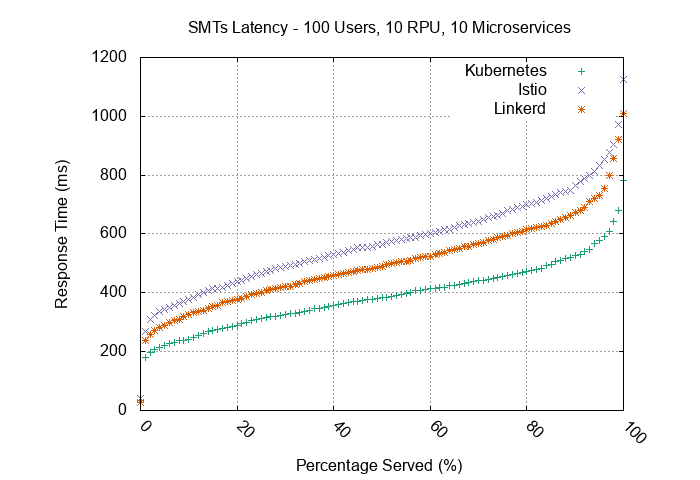 SMTs Latency - 100 Users, 10 RPU, 10 Microservices
1200
1000
800
600
400
200
0
Response Time (ms)
Kubernetes
Istio
Linkerd
0
20
40
60
80
100
Percentage Served (%)